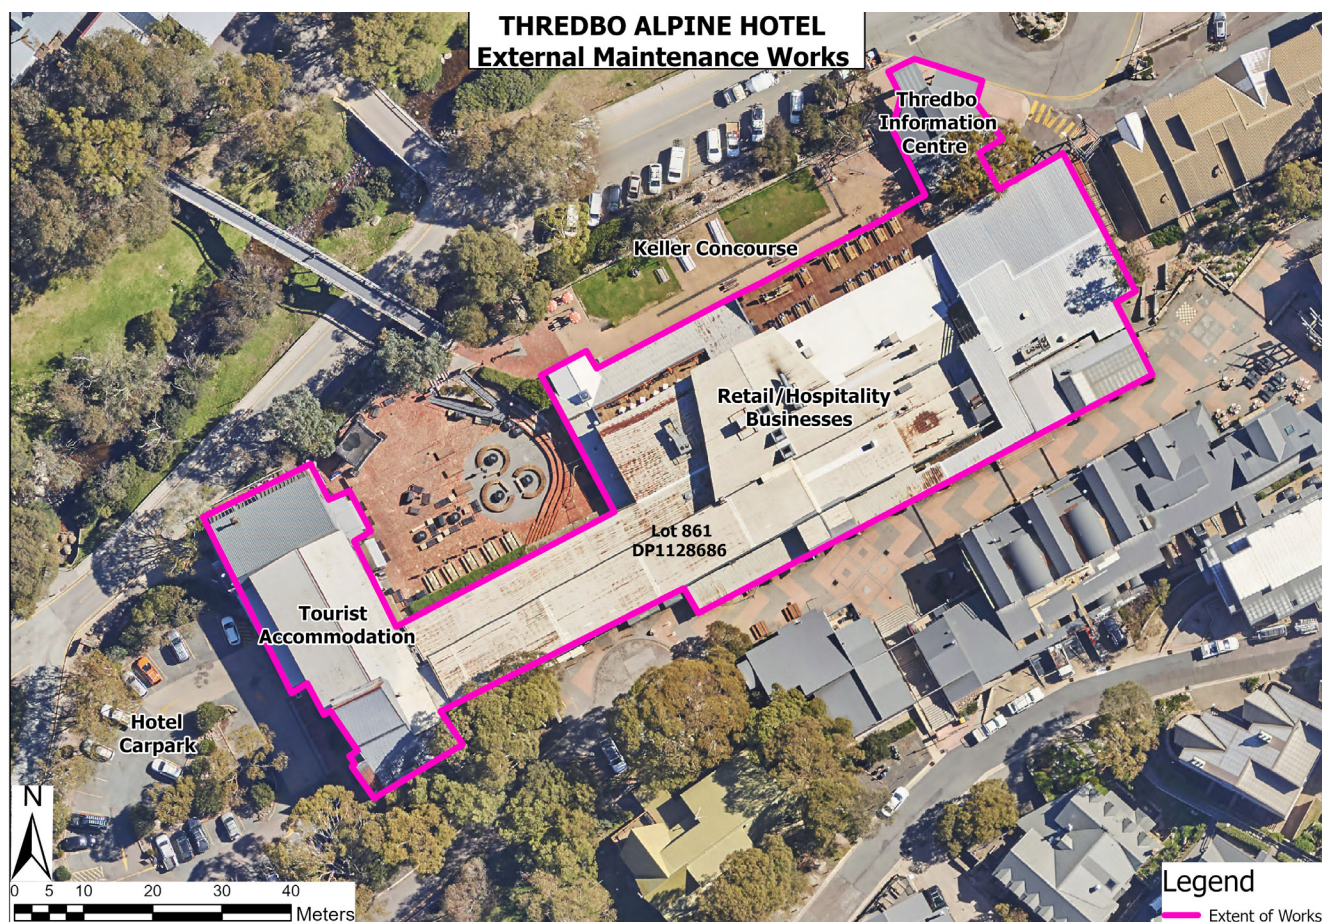 THREDBO ALPINE HOTEL
External Maintenance Works
Thredbo
Information
Centre
Keller Concourse
Retail/Hospitality
Businesses
Lot 861
DP1128686
Tourist
Accommodation
Hotel
Carpark
N
0 5 10 20 30 40
Meters
Legend
Extent of Works